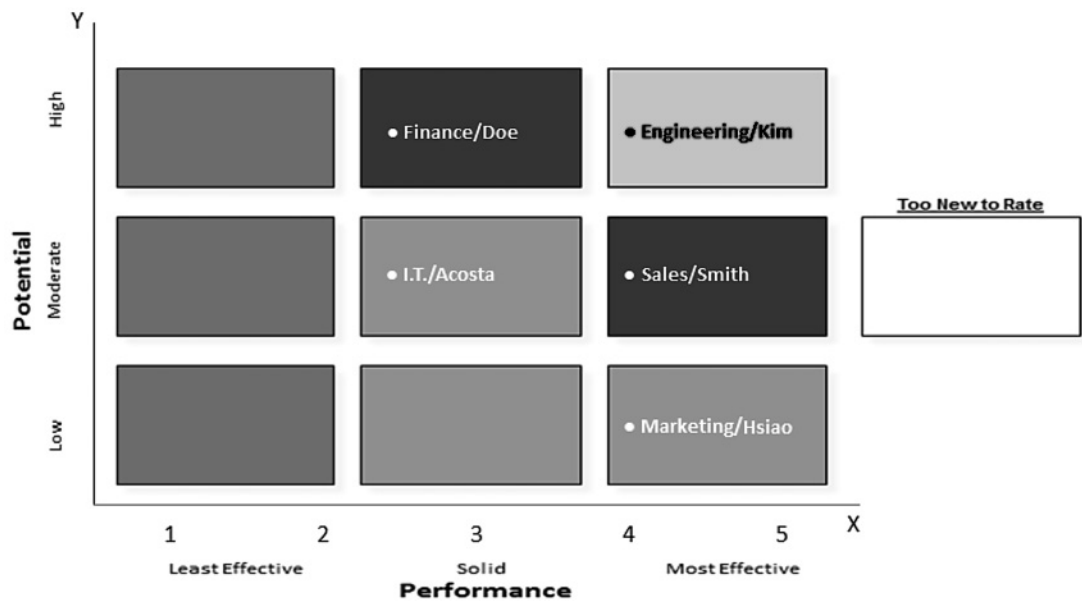 Y
High
• Finance/Doe
• Engineering/Kim
Too New to Rate
Potential
Moderate
• I.T./Acosta
• Sales/Smith
Low
• Marketing/Hsiao
1 2 3 4 5 X
Least Effective Solid Most Effective
Performance